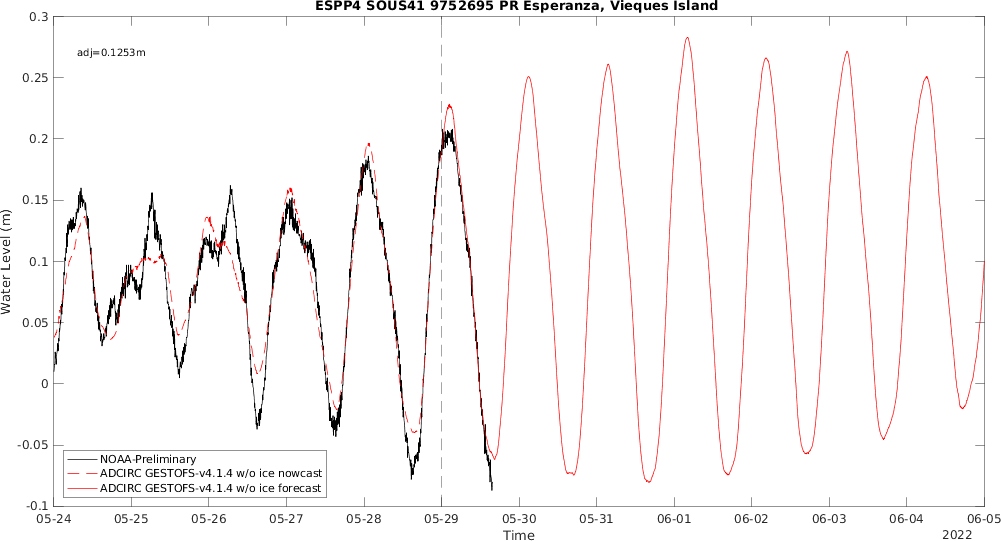 ESPP4 SOUS41 9752695 PR Esperanza, Vieques Island
adj=0.1253m
0.3
0.25
0.2
0.15
0.1
0.05
0
-0.05
-0.1
Water Level (m)
NOAA-Preliminary
ADCIRC GESTOFS-v4.1.4 w/o ice nowcast
ADCIRC GESTOFS-v4.1.4 w/o ice forecast
05-24 05-25 05-26 05-27 05-28 05-29 05-30 05-31 06-01 06-02 06-03 06-04 06-05
Time
2022